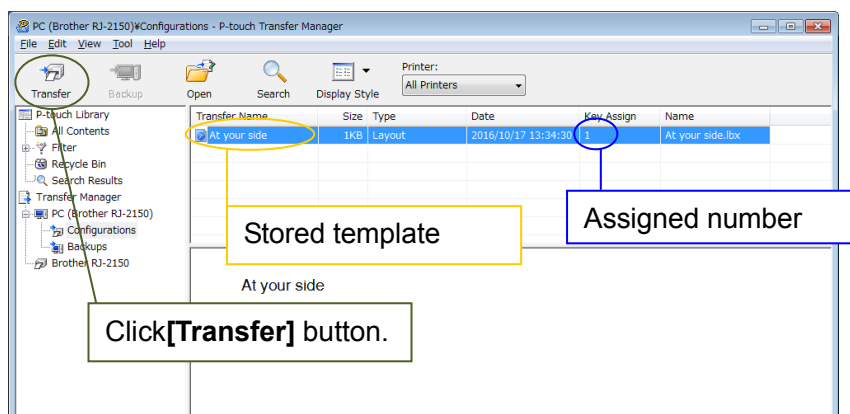 PC (Brother RJ-2150)¥Configurations - P-touch Transfer Manager
File Edit View Tool Help
Transfer Backup Open Search Display Style Printer:
All Printers
P-touch Library
All Contents
Filter
Recycle Bin
Search Results
Transfer Manager
PC (Brother RJ-2150)
Configurations
Backups
Brother RJ-2150
Transfer Name Size Type Date Key Assign Name
At your side 1KB Layout 2016/10/17 13:34:30 1 At your side.lbx
Stored template
Assigned number
At your side
Click[Transfer] button.